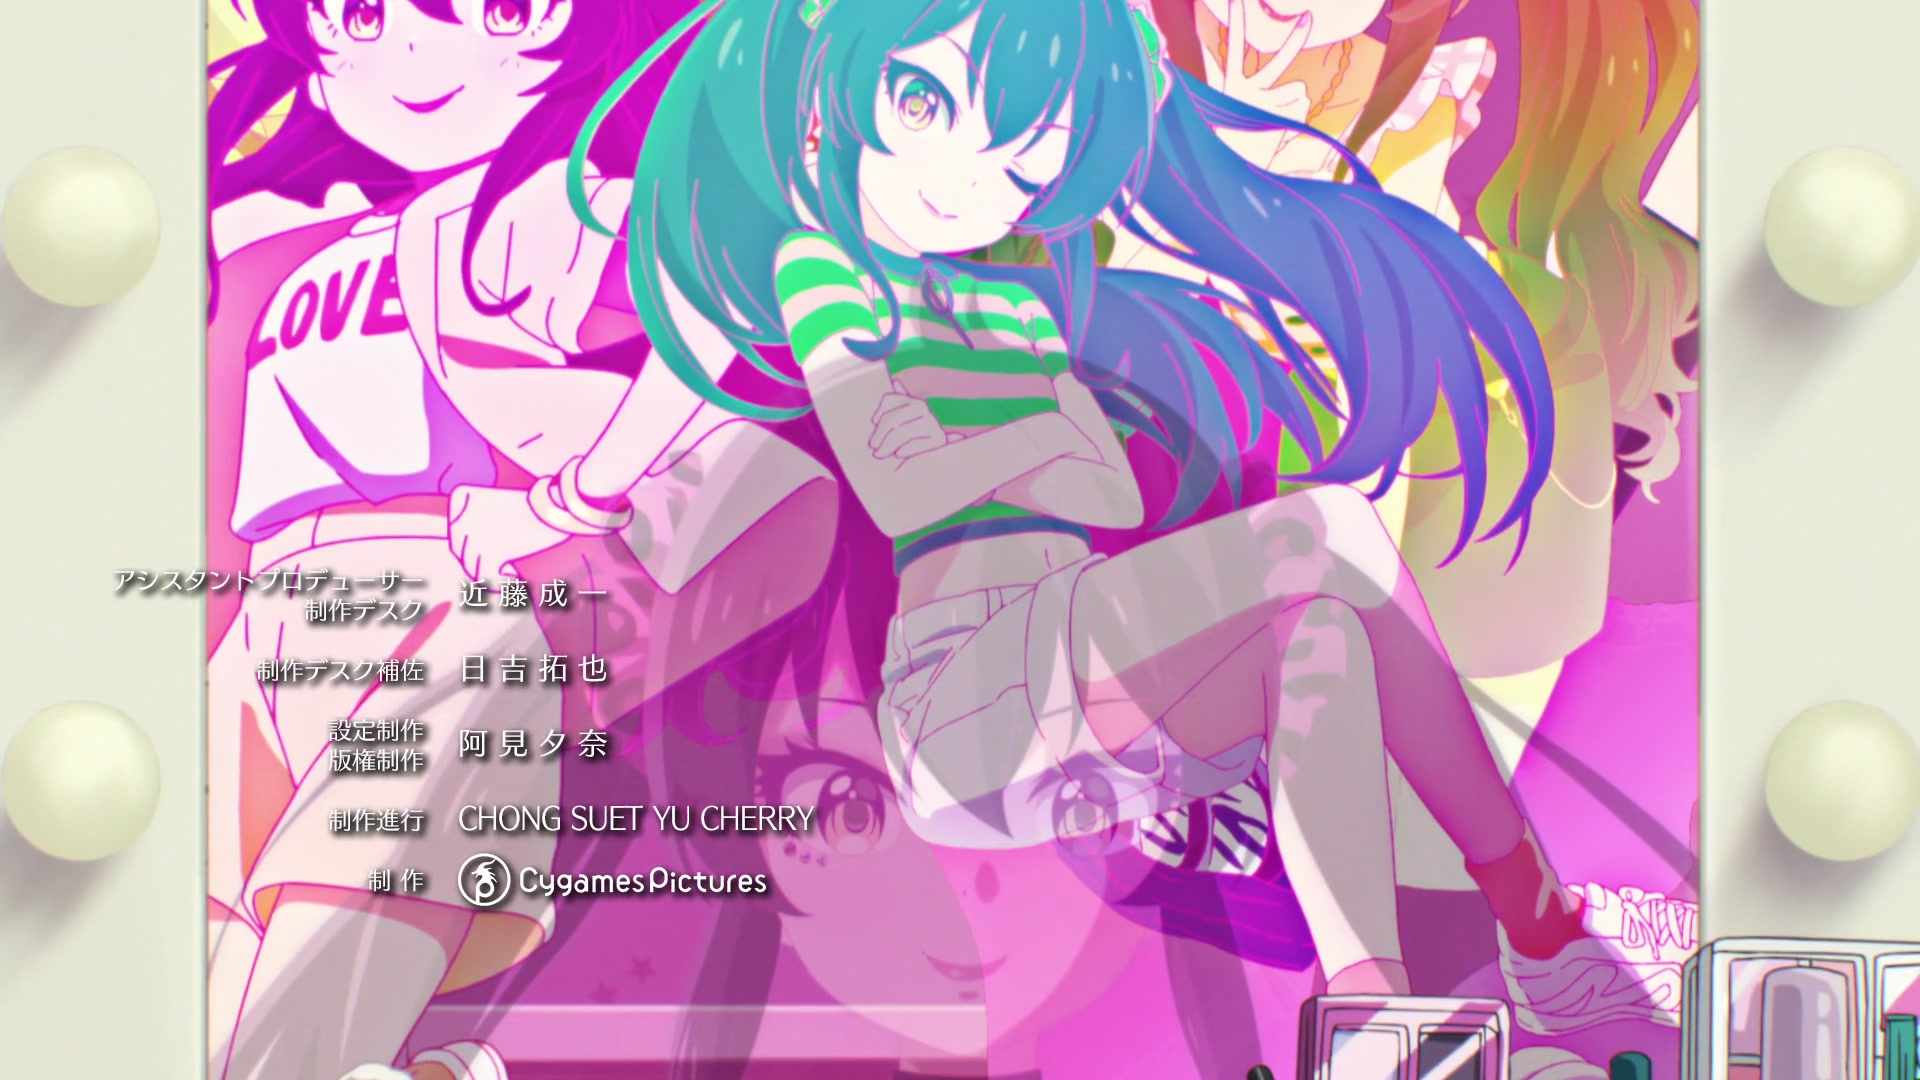 LOVE
アシスタントプロデューサー
制作デスク 近藤成一
制作デスク補佐 日吉拓也
設定制作
版権制作 阿見夕奈
制作進行 CHONG SUET YU CHERRY
制作 CygamesPictures